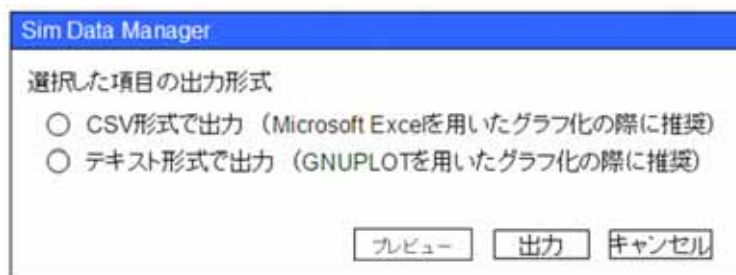 Sim Data Manager
選択した項目の出力形式
CSV形式で出力 （Microsoft Excelを用いたグラフ化の際に推奨）
テキスト形式で出力 （GNUPLOTを用いたグラフ化の際に推奨）
プレビュー 出力 キャンセル